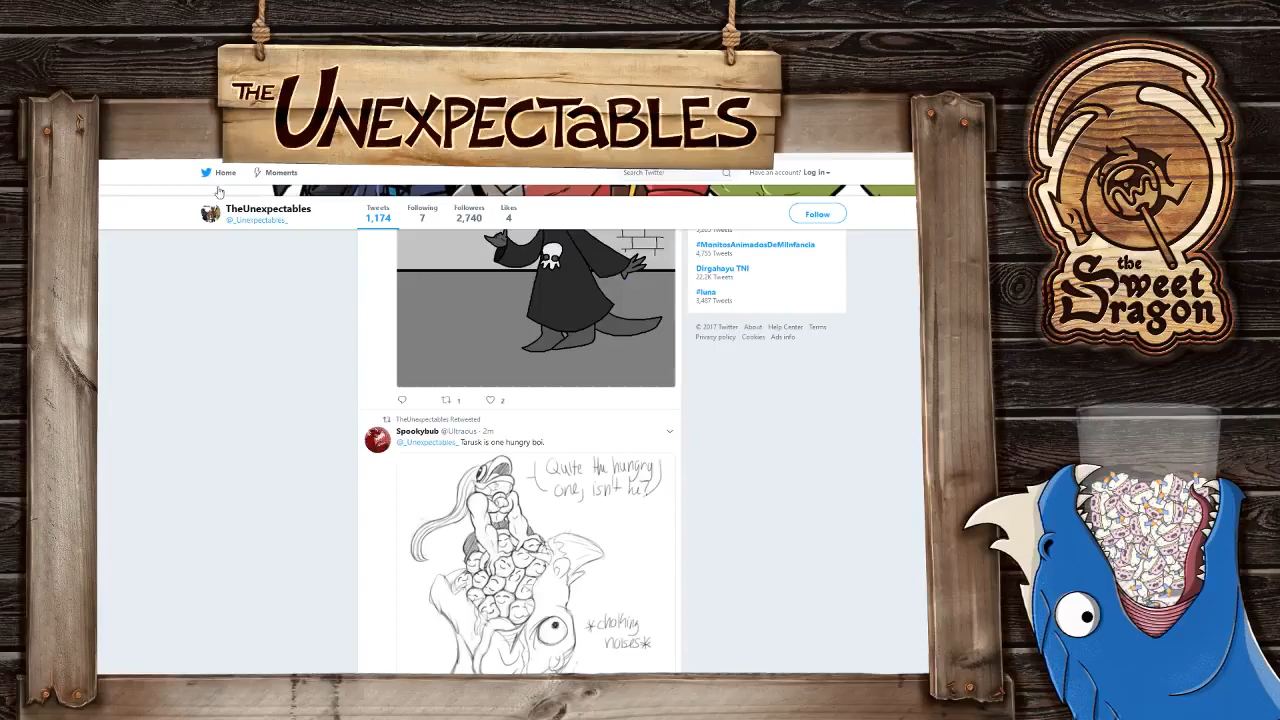 THE UNEXPECTABLES
Home
Moments
Search Twitter
Have an account? Log in
TheUnexpectables
@_Unexpectables_
Tweets
1,174
Following
7
Followers
2,740
Likes
4
Follow
#MonitosAnimadosDeMiInfancia
4,755 Tweets
Dirgahayu TNI
22.2K Tweets
#luna
3,487 Tweets
© 2017 Twitter About Help Center Terms
Privacy policy Cookies Ads info
1
2
TheUnexpectables Retweeted
Spookybub @Ultraous · 2m
@_Unexpectables_ Tarusk is one hungry boi.
Quite the hungry
one, isn't he?
*choking
noises*
the
Sweet
Dragon